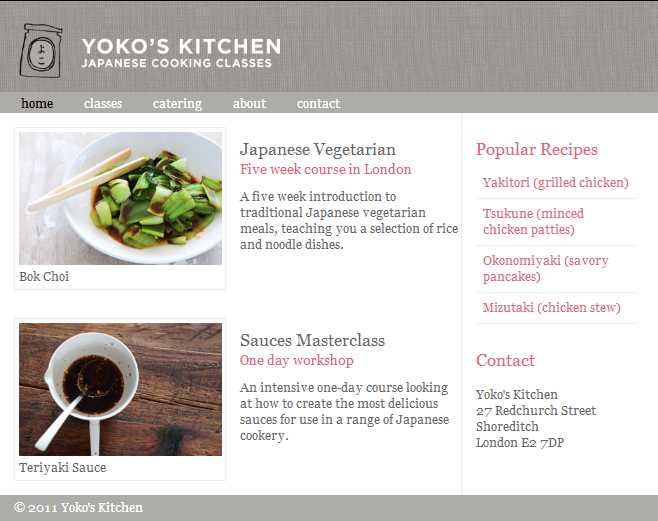 よこ
YOKO'S KITCHEN
JAPANESE COOKING CLASSES
home classes catering about contact
Bok Choi
Japanese Vegetarian
Five week course in London
A five week introduction to
traditional Japanese vegetarian
meals, teaching you a selection of rice
and noodle dishes.
Teriyaki Sauce
Sauces Masterclass
One day workshop
An intensive one-day course looking
at how to create the most delicious
sauces for use in a range of Japanese
cookery.
Popular Recipes
Yakitori (grilled chicken)
Tsukune (minced
chicken patties)
Okonomiyaki (savory
pancakes)
Mizutaki (chicken stew)
Contact
Yoko's Kitchen
27 Redchurch Street
Shoreditch
London E2 7DP
© 2011 Yoko's Kitchen